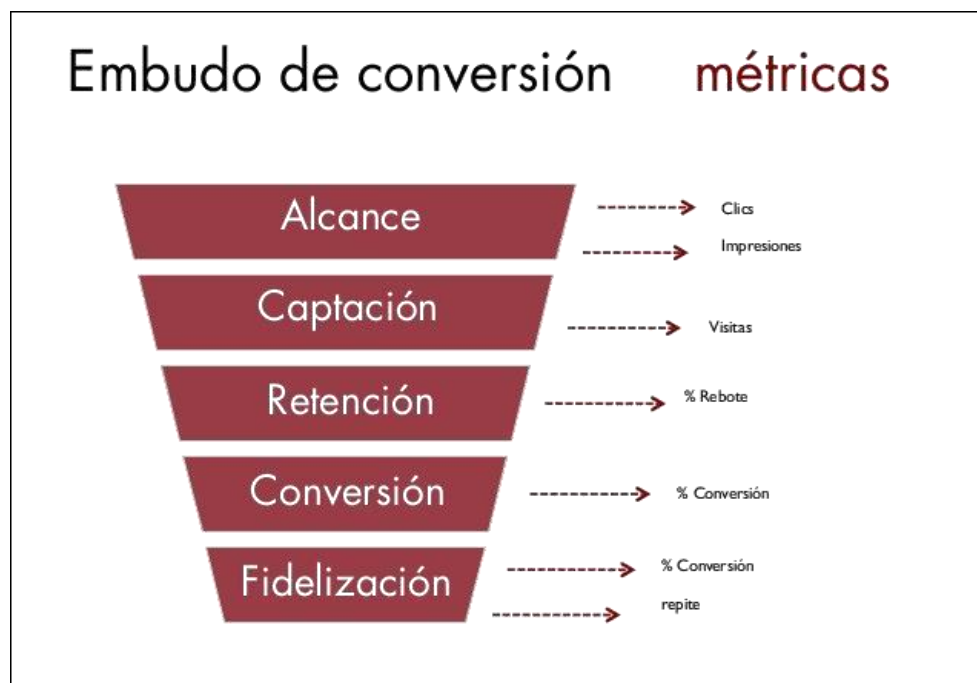 Embudo de conversión métricas
Alcance
Clics
Impresiones
Captación
Visitas
Retención
% Rebote
Conversión
% Conversión
Fidelización
% Conversión
repite